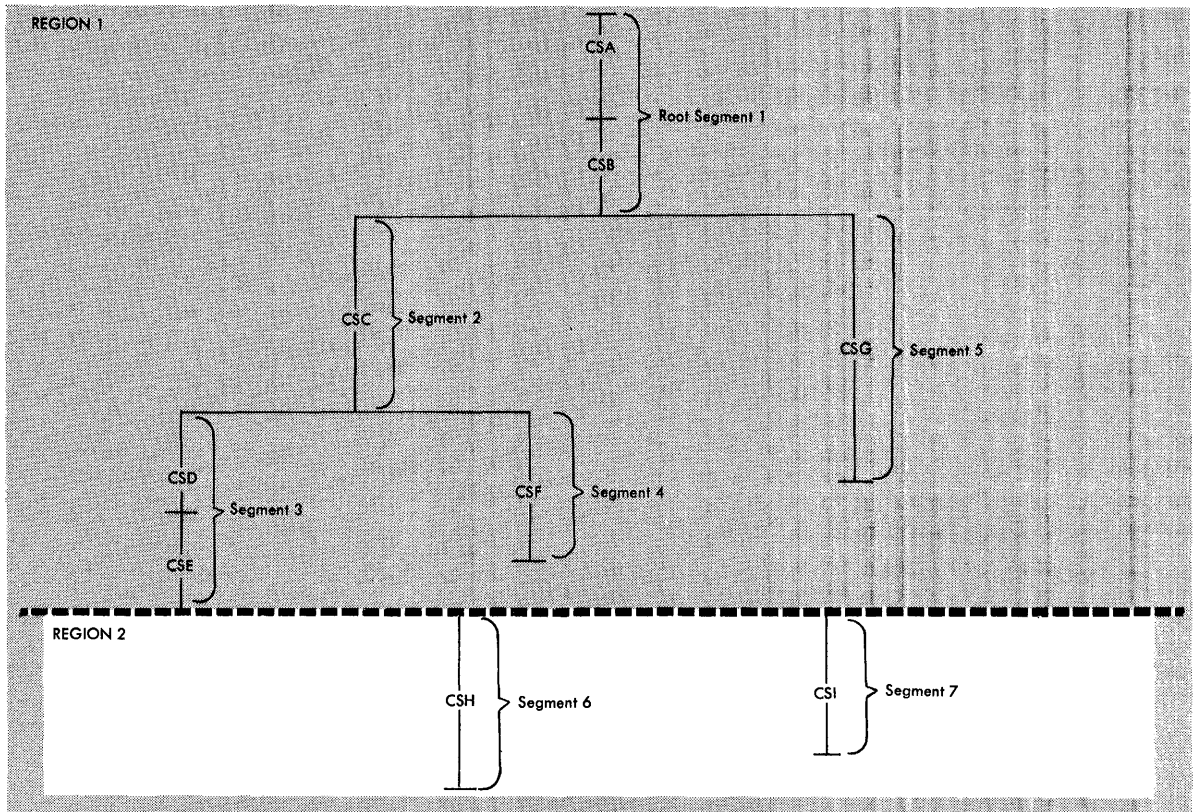 REGION 1
CSA
Root Segment 1
CSB
CSC
Segment 2
CSG
Segment 5
CSD
CSF
Segment 4
Segment 3
CSE
REGION 2
CSH
Segment 6
CSI
Segment 7